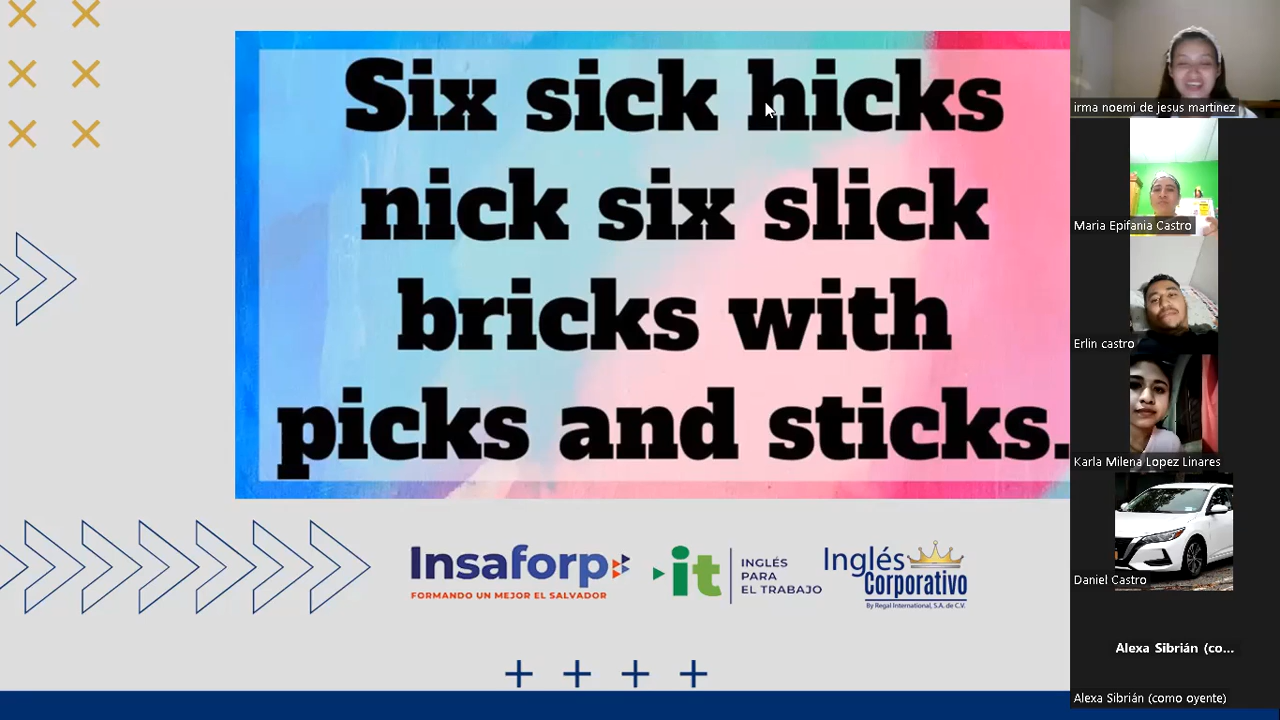 Six sick hicks
nick six slick
bricks with
picks and sticks.
Insaforp
FORMANDO UN MEJOR EL SALVADOR
it
INGLÉS
PARA
EL TRABAJO
Inglés
Corporativo
By Regal International, S.A. de C.V.
irma noemi de jesus martinez
Maria Epifania Castro
Erlin castro
Karla Milena Lopez Linares
Daniel Castro
Alexa Sibrián (co...
Alexa Sibrián (como oyente)